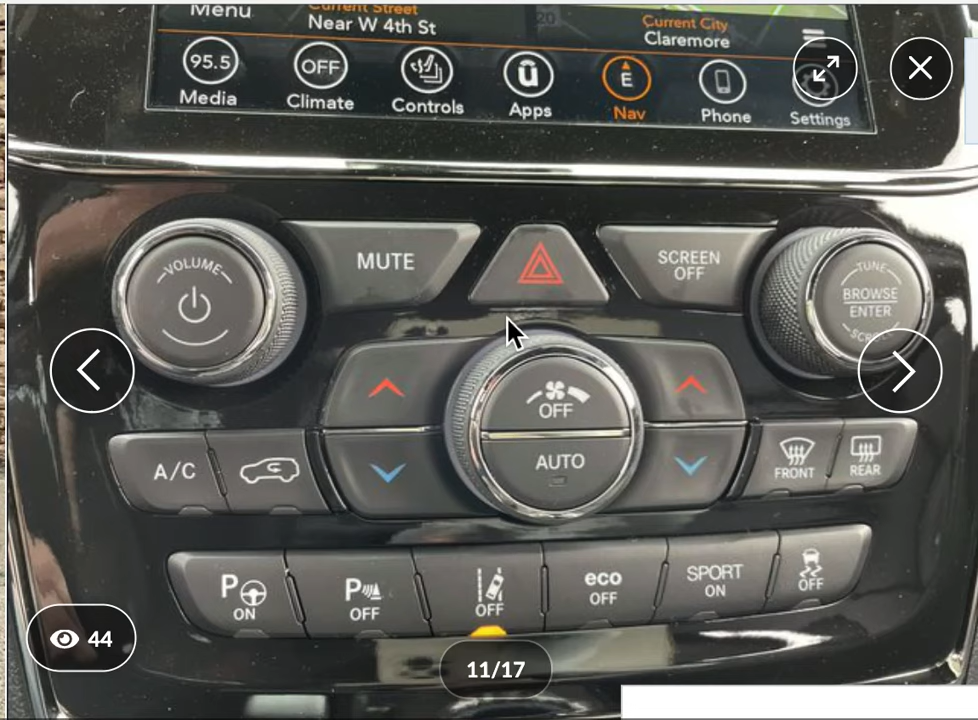 Menu
Current Street
Near W 4th St
20
Current City
Claremore
95.5
OFF
E
Media
Climate
Controls
Apps
Nav
Phone
Settings
VOLUME
MUTE
SCREEN
OFF
TUNE
BROWSE
ENTER
SCROLL
OFF
AUTO
A/C
FRONT
REAR
P
ON
P
OFF
OFF
eco
OFF
SPORT
ON
OFF
44
11/17